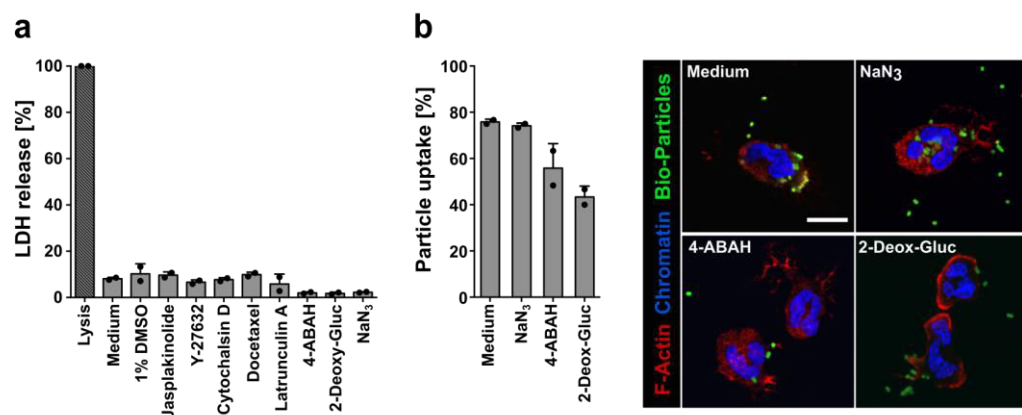 a
LDH release [%]
100
80
60
40
20
0
Lysis
Medium
1% DMSO
Jasplakinolide
Y-27632
Cytochalsin D
Docetaxel
Latrunculin A
4-ABAH
2-Deoxy-Gluc
NaN3
b
Particle uptake [%]
100
80
60
40
20
0
Medium
NaN3
4-ABAH
2-Deox-Gluc
F-Actin Chromatin Bio-Particles
Medium
NaN3
4-ABAH
2-Deox-Gluc